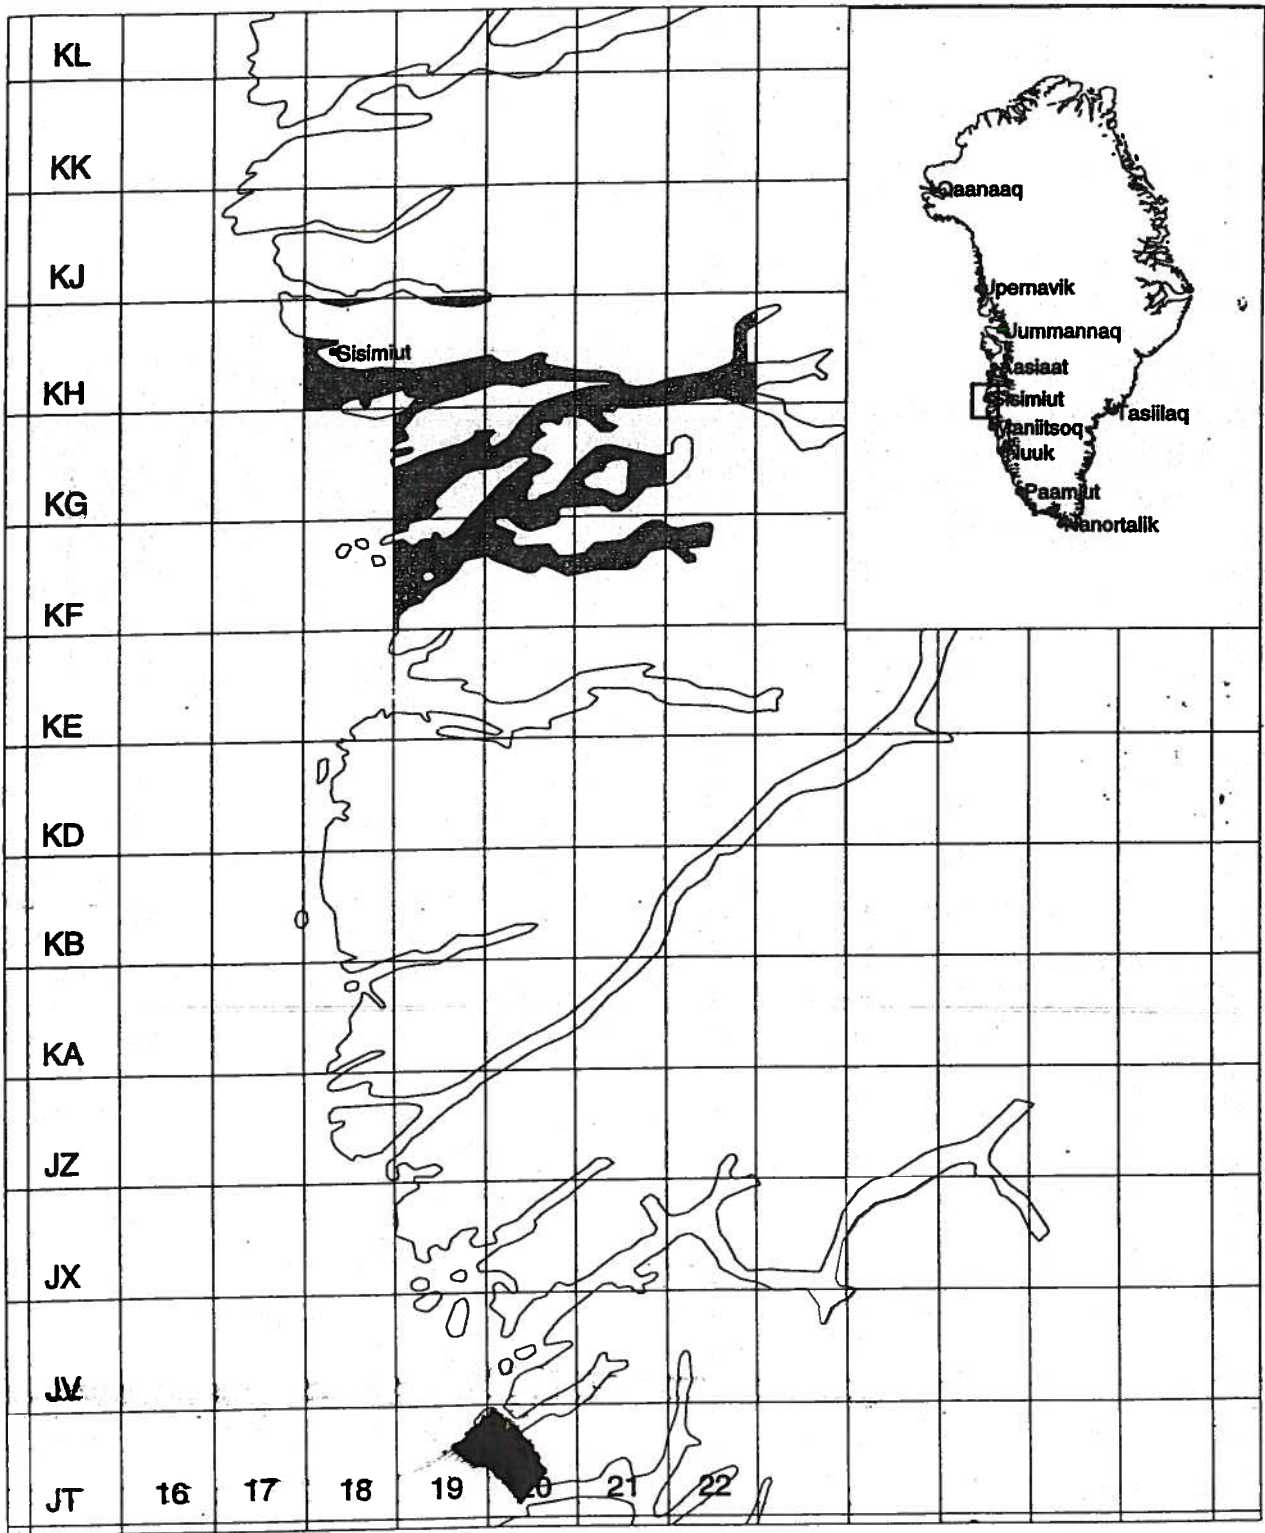 KL
KK
KJ
Sisimiut
KH
KG
KF
KE
KD
KB
KA
JZ
JX
JV
JT
16
17
18
19
20
21
22
Qaanaaq
Upernavik
Uummannaq
Aasiaat
Sisimiut
Tasiilaq
Maniitsoq
Nuuk
Paamiut
Nanortalik